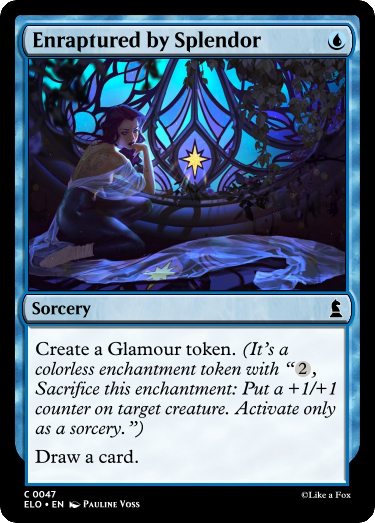 Enraptured by Splendor
Sorcery
Create a Glamour token. (It's a
colorless enchantment token with “2,
Sacrifice this enchantment: Put a +1/+1
counter on target creature. Activate only
as a sorcery.”)
Draw a card.
C 0047
ELO • EN Pauline Voss
©Like a Fox